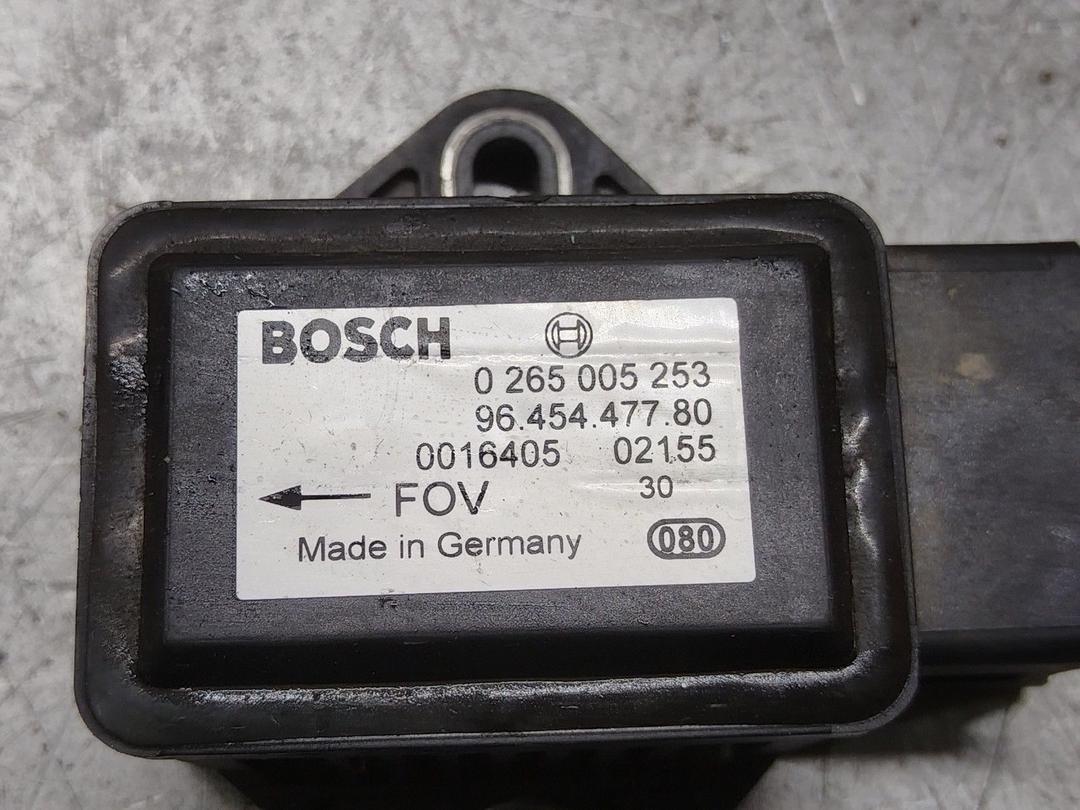 BOSCH
0 265 005 253
96.454.477.80
0016405 02155
FOV 30
Made in Germany 080